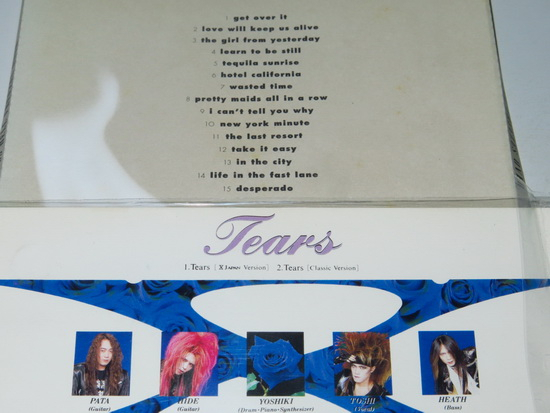 1 get over it
2 love will keep us alive
3 the girl from yesterday
4 learn to be still
5 tequila sunrise
6 hotel california
7 wasted time
8 pretty maids all in a row
9 i can't tell you why
10 new york minute
11 the last resort
12 take it easy
13 in the city
14 life in the fast lane
15 desperado
Tears
1.Tears [X JAPAN Version] 2.Tears [Classic Version]
PATA HIDE YOSHIKI TOSHI HEATH
(Guitar) (Guitar) (Drum•Piano•Synthesizer) (Vocal) (Bass)